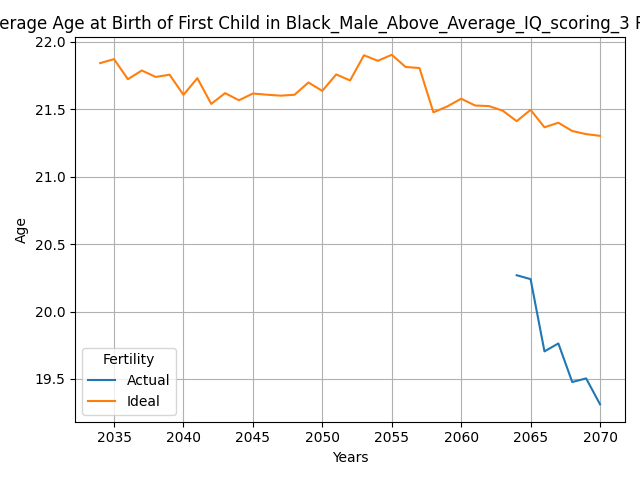 erage Age at Birth of First Child in Black_Male_Above_Average_IQ_scoring_3
22.0
21.5
21.0
20.5
20.0
19.5
Age
Fertility
Actual
Ideal
2035 2040 2045 2050 2055 2060 2065 2070
Years